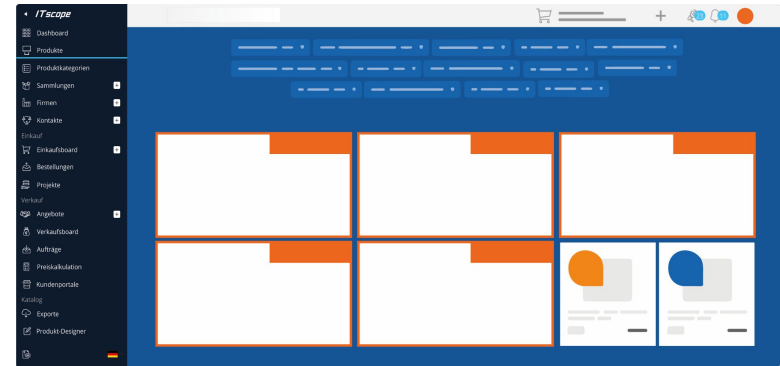 ITscope
Dashboard
Produkte
Produktkategorien
Sammlungen
Firmen
Kontakte
Einkauf
Einkaufsboard
Bestellungen
Projekte
Verkauf
Angebote
Verkaufsboard
Aufträge
Preiskalkulation
Kundenportale
Katalog
Exporte
Produkt-Designer